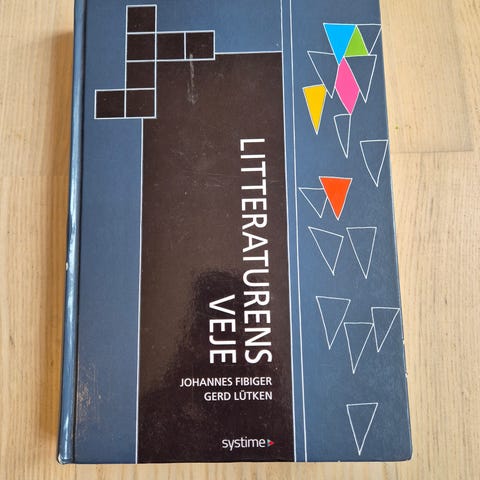 LITTERATURENS
VEJE
JOHANNES FIBIGER
GERD LÜTKEN
systime